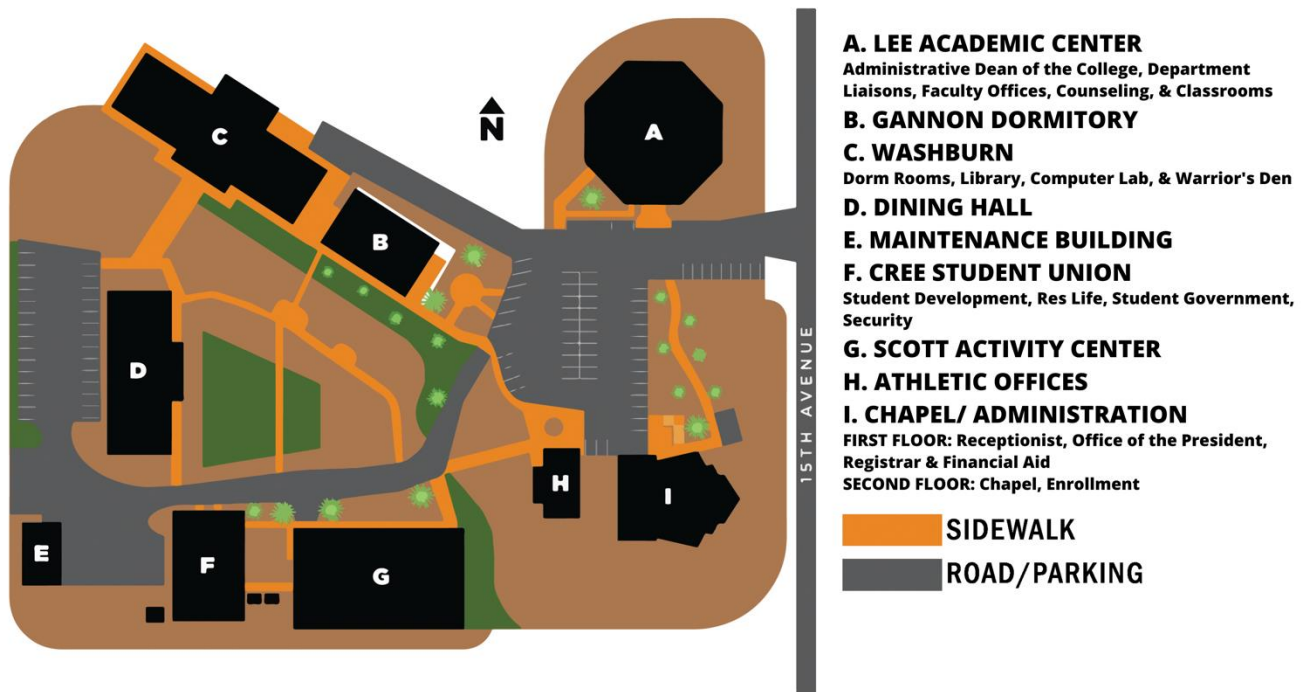 A
N
C
B
D
E
F
G
H
I
15TH AVENUE
A. LEE ACADEMIC CENTER
Administrative Dean of the College, Department
Liaisons, Faculty Offices, Counseling, & Classrooms
B. GANNON DORMITORY
C. WASHBURN
Dorm Rooms, Library, Computer Lab, & Warrior's Den
D. DINING HALL
E. MAINTENANCE BUILDING
F. CREE STUDENT UNION
Student Development, Res Life, Student Government,
Security
G. SCOTT ACTIVITY CENTER
H. ATHLETIC OFFICES
I. CHAPEL/ ADMINISTRATION
FIRST FLOOR: Receptionist, Office of the President,
Registrar & Financial Aid
SECOND FLOOR: Chapel, Enrollment
SIDEWALK
ROAD/PARKING